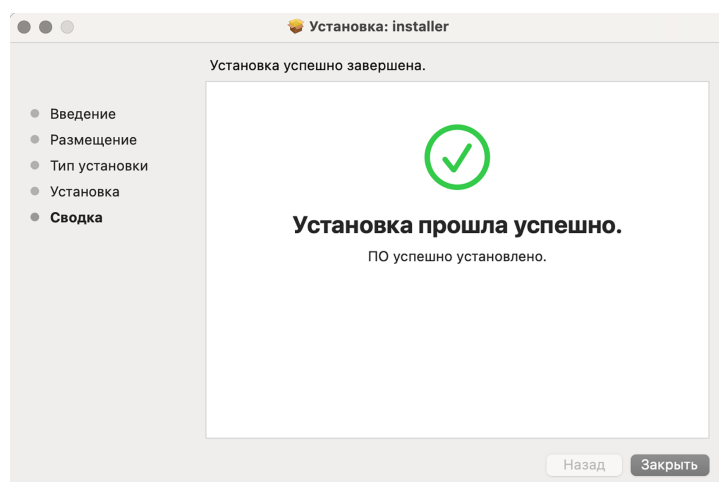 Установка: installer
Установка успешно завершена.
Введение
Размещение
Тип установки
Установка
Сводка
Установка прошла успешно.
ПО успешно установлено.
Назад
Закрыть